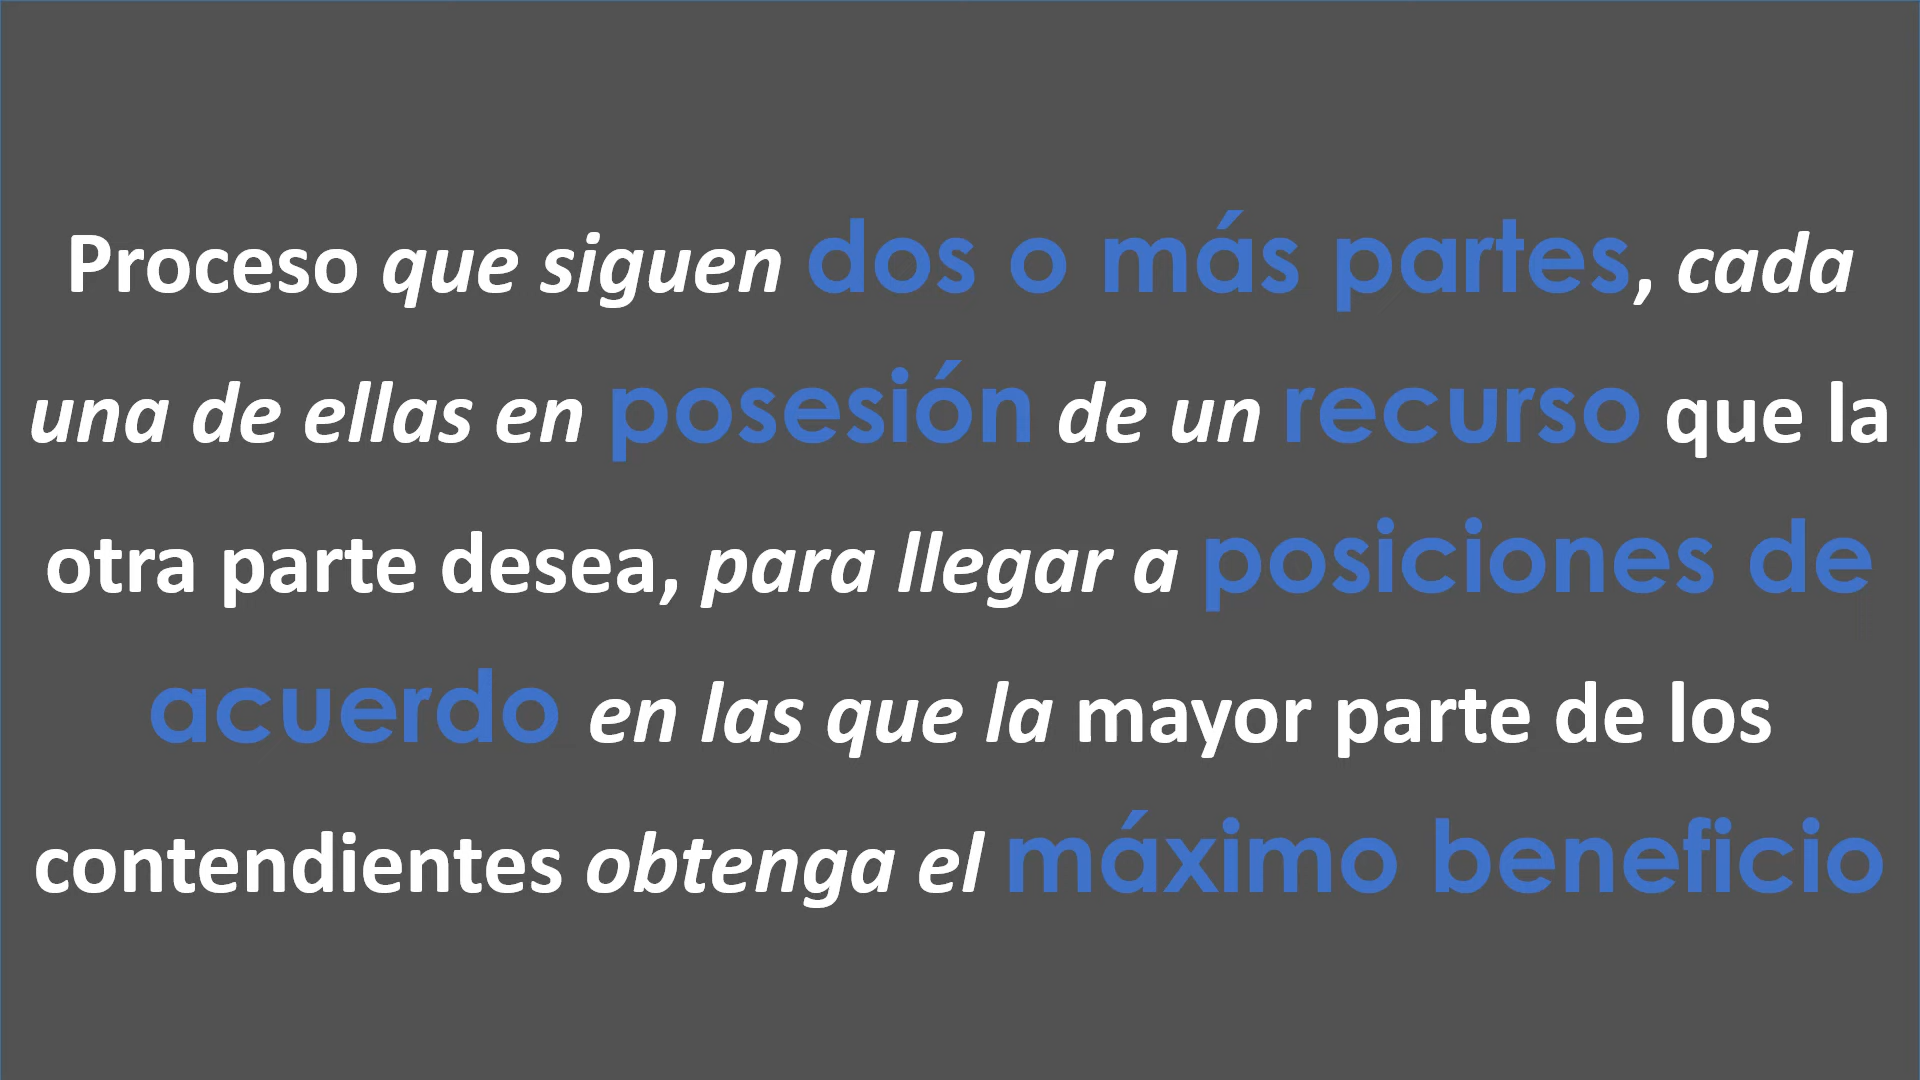 Proceso que siguen dos o más partes, cada
una de ellas en posesión de un recurso que la
otra parte desea, para llegar a posiciones de
acuerdo en las que la mayor parte de los
contendientes obtenga el máximo beneficio